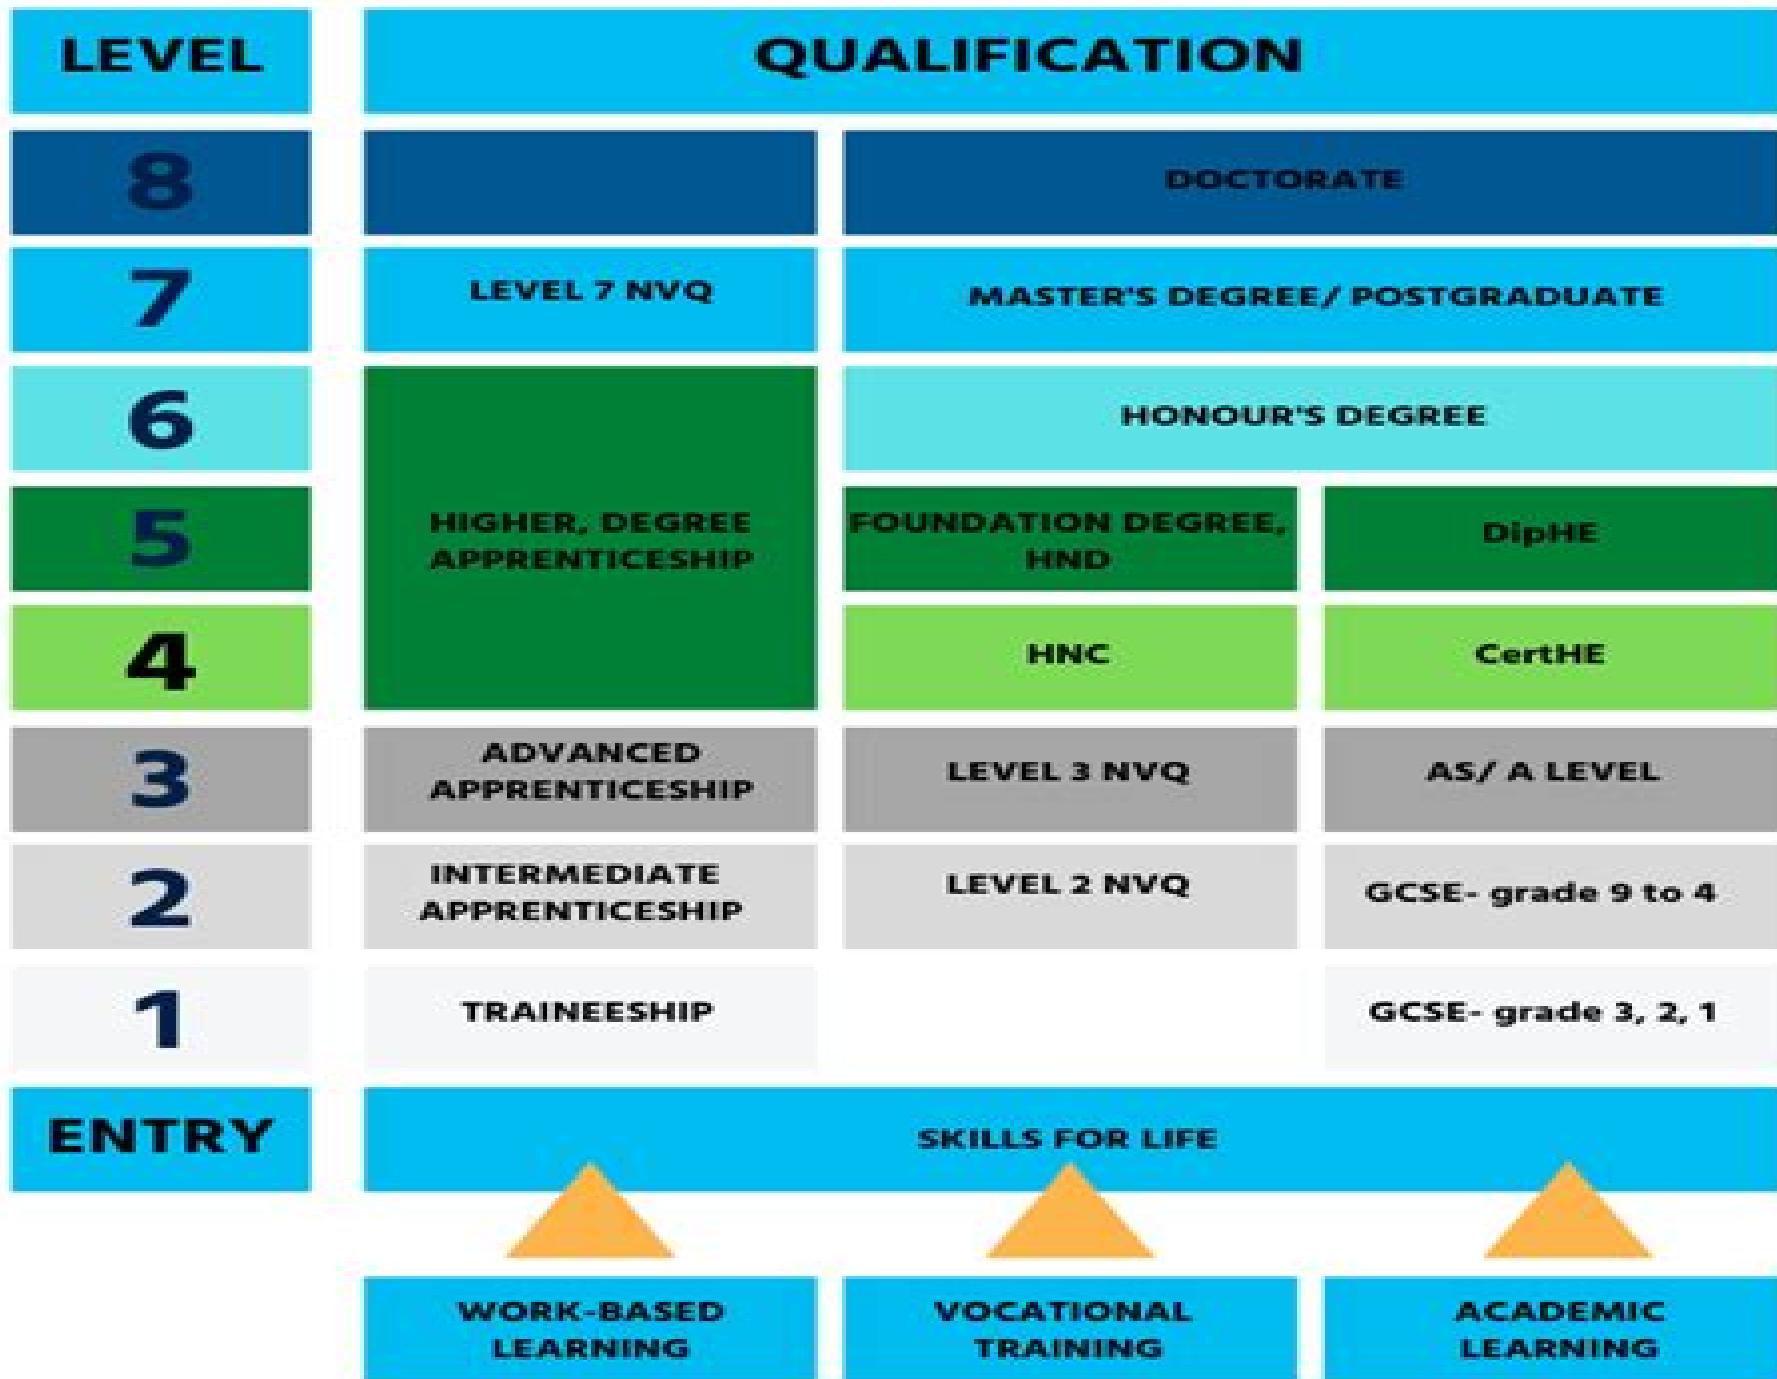 LEVEL
QUALIFICATION
8
DOCTORATE
7
LEVEL 7 NVQ
MASTER'S DEGREE/ POSTGRADUATE
6
HONOUR'S DEGREE
5
HIGHER, DEGREE
APPRENTICESHIP
FOUNDATION DEGREE,
HND
DipHE
4
HNC
CertHE
3
ADVANCED
APPRENTICESHIP
LEVEL 3 NVQ
AS/ A LEVEL
2
INTERMEDIATE
APPRENTICESHIP
LEVEL 2 NVQ
GCSE- grade 9 to 4
1
TRAINEESHIP
GCSE- grade 3, 2, 1
ENTRY
SKILLS FOR LIFE
WORK-BASED
LEARNING
VOCATIONAL
TRAINING
ACADEMIC
LEARNING